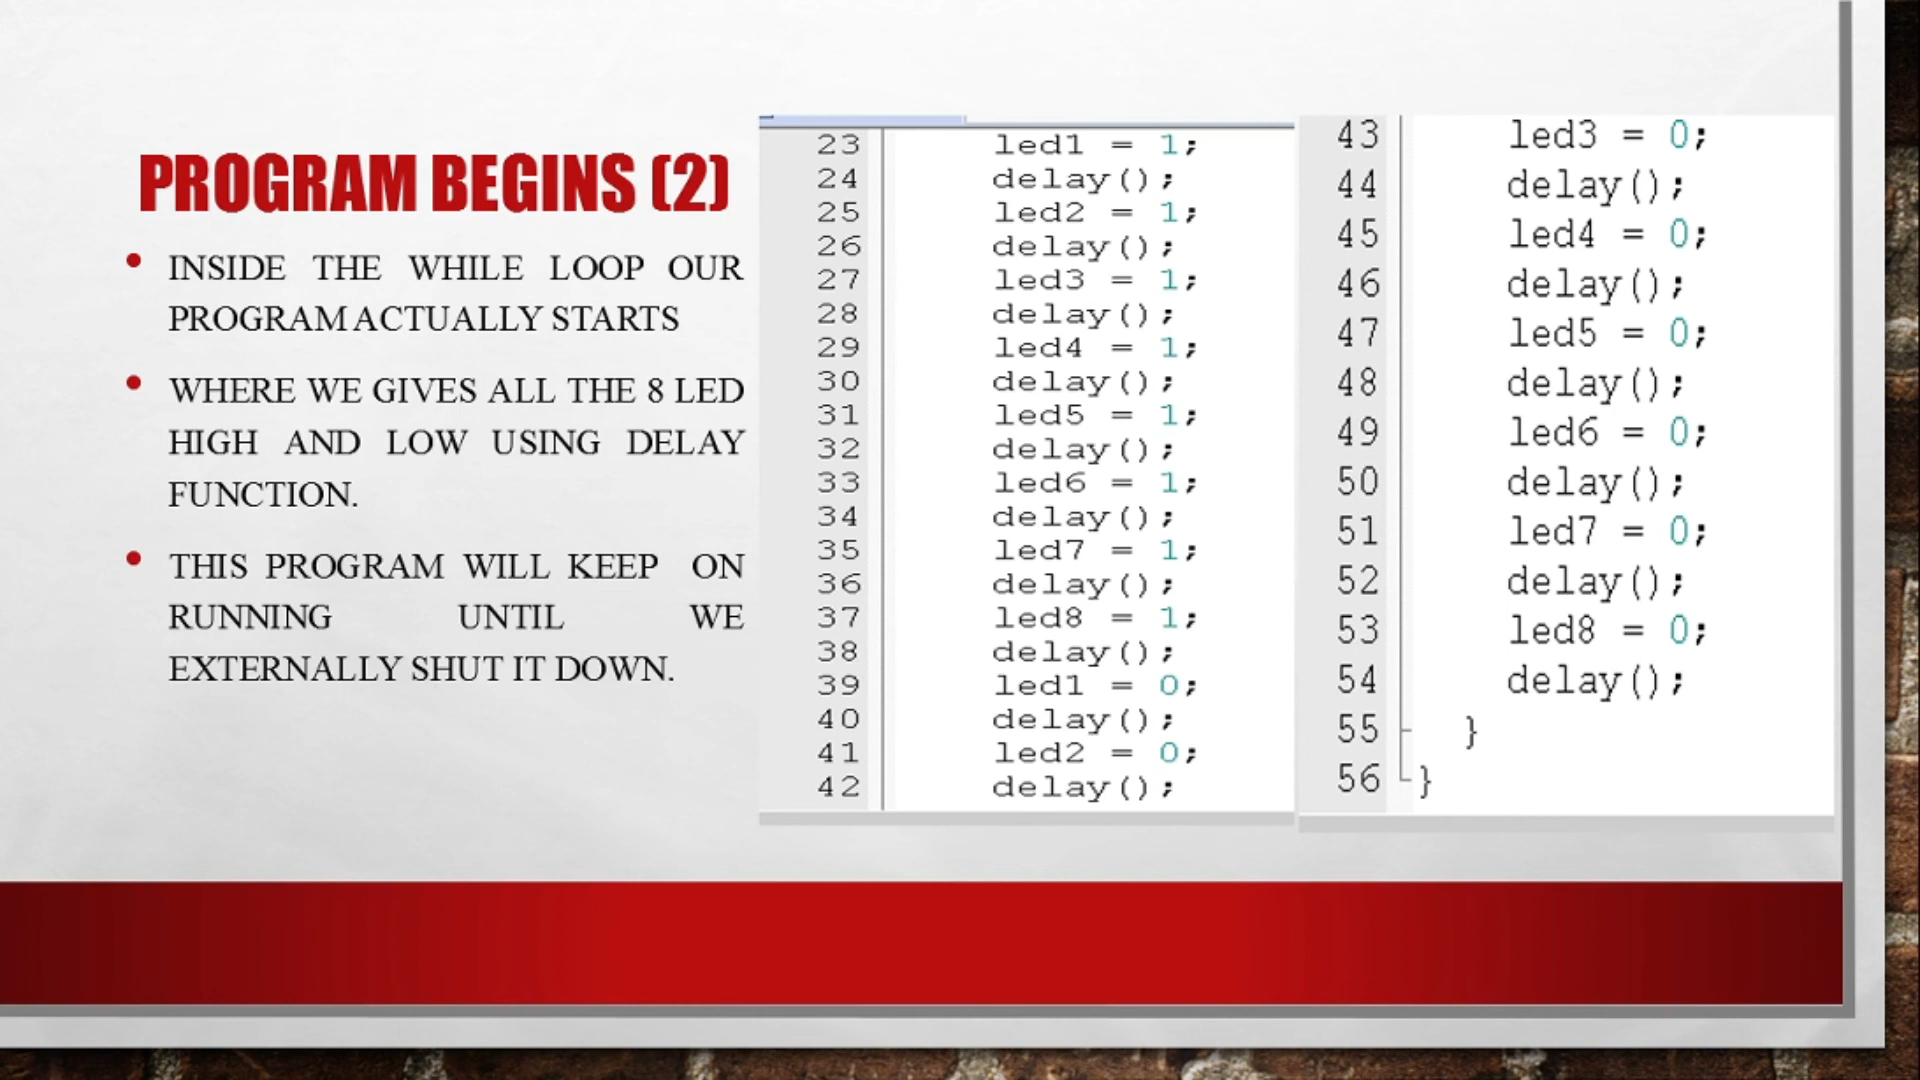 PROGRAM BEGINS (2)
• INSIDE THE WHILE LOOP OUR
PROGRAM ACTUALLY STARTS
• WHERE WE GIVES ALL THE 8 LED
HIGH AND LOW USING DELAY
FUNCTION.
• THIS PROGRAM WILL KEEP ON
RUNNING UNTIL WE
EXTERNALLY SHUT IT DOWN.
23 led1 = 1;
24 delay();
25 led2 = 1;
26 delay();
27 led3 = 1;
28 delay();
29 led4 = 1;
30 delay();
31 led5 = 1;
32 delay();
33 led6 = 1;
34 delay();
35 led7 = 1;
36 delay();
37 led8 = 1;
38 delay();
39 led1 = 0;
40 delay();
41 led2 = 0;
42 delay();
43 led3 = 0;
44 delay();
45 led4 = 0;
46 delay();
47 led5 = 0;
48 delay();
49 led6 = 0;
50 delay();
51 led7 = 0;
52 delay();
53 led8 = 0;
54 delay();
55 }
56 }